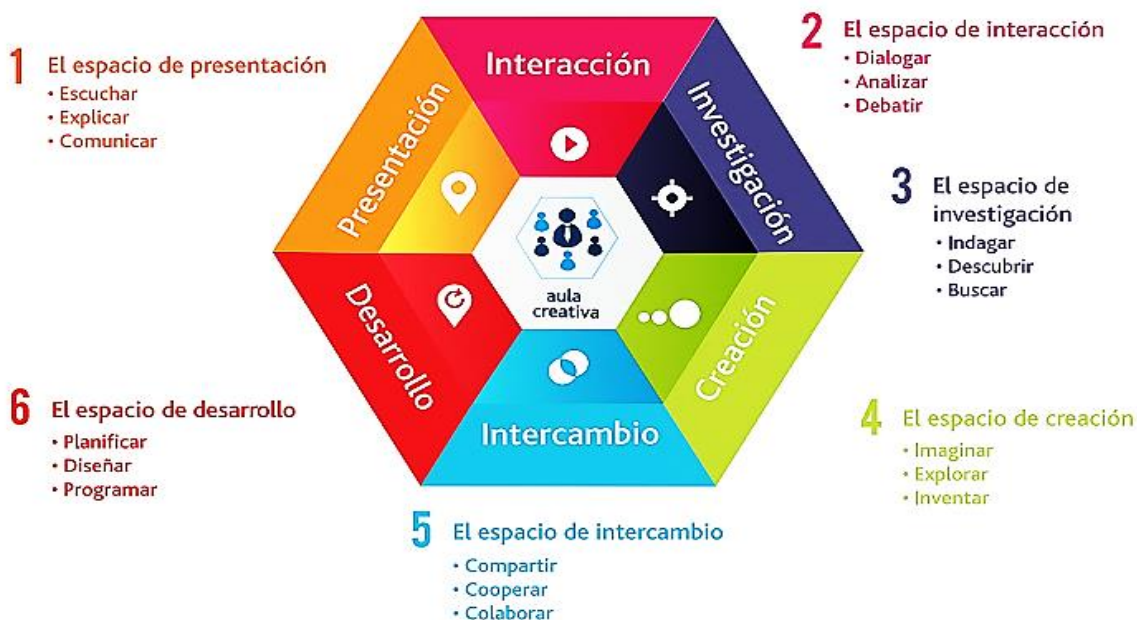 1 El espacio de presentación
• Escuchar
• Explicar
• Comunicar
2 El espacio de interacción
• Dialogar
• Analizar
• Debatir
3 El espacio de
investigación
• Indagar
• Descubrir
• Buscar
4 El espacio de creación
• Imaginar
• Explorar
• Inventar
5 El espacio de intercambio
• Compartir
• Cooperar
• Colaborar
6 El espacio de desarrollo
• Planificar
• Diseñar
• Programar
Presentación
Interacción
Investigación
Creación
Intercambio
Desarrollo
aula
creativa